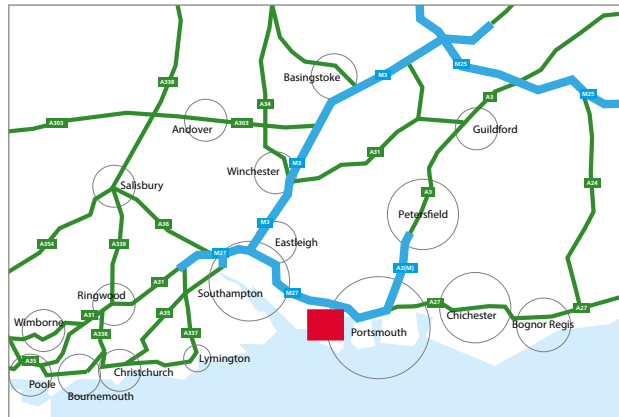 A338
Basingstoke
M3
M25
A3
M25
A34
A303
Andover
A303
Guildford
A31
M3
Winchester
Salisbury
A3
A24
Petersfield
A36
M3
A354
A338
Eastleigh
M27
A3(M)
A31
Southampton
M27
Ringwood
A27
Chichester
A27
A31
A35
Wimborne
Bognor Regis
A338
A337
Portsmouth
A35
Lymington
Christchurch
Poole
Bournemouth